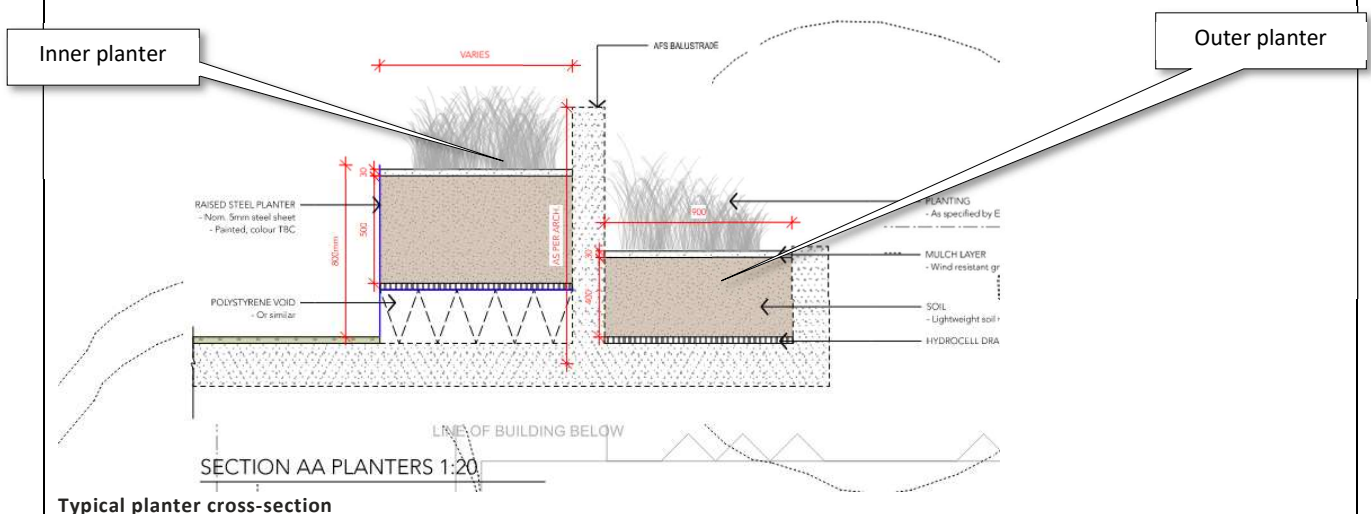 Inner planter
Outer planter
VARIES
AFS BALUSTRADE
30
RAISED STEEL PLANTER
- Nom. 5mm steel sheet
- Painted, colour TBC
500
800mm
AS PER ARCH
900
PLANTING
- As specified by E
30
MULCH LAYER
- Wind resistant gr
400
POLYSTYRENE VOID
- Or similar
SOIL
- Lightweight soil
HYDROCELL DRA
LINE OF BUILDING BELOW
SECTION AA PLANTERS 1:20
Typical planter cross-section